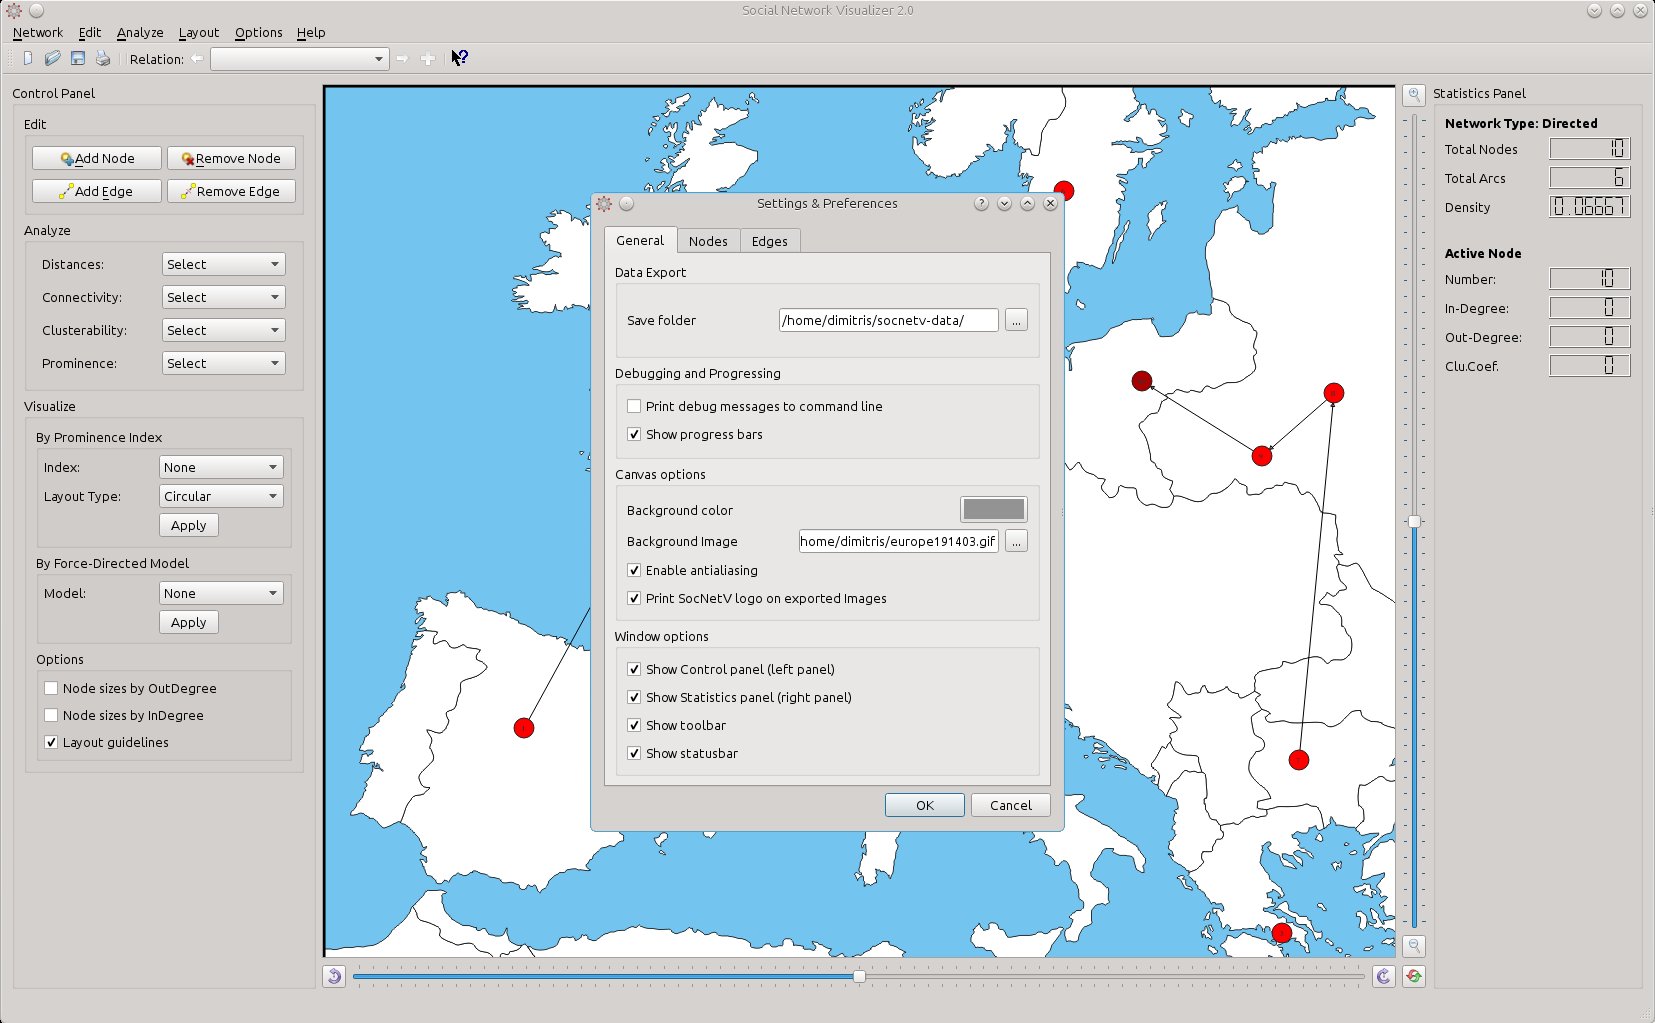 Social Network Visualizer 2.0
Network Edit Analyze Layout Options Help
Relation:
Control Panel
Edit
Add Node Remove Node
Add Edge Remove Edge
Analyze
Distances: Select
Connectivity: Select
Clusterability: Select
Prominence: Select
Visualize
By Prominence Index
Index: None
Layout Type: Circular
Apply
By Force-Directed Model
Model: None
Apply
Options
Node sizes by OutDegree
Node sizes by InDegree
Layout guidelines
Settings & Preferences
General Nodes Edges
Data Export
Save folder /home/dimitris/socnetv-data/ ...
Debugging and Progressing
Print debug messages to command line
Show progress bars
Canvas options
Background color
Background Image home/dimitris/europe191403.gif ...
Enable antialiasing
Print SocNetV logo on exported Images
Window options
Show Control panel (left panel)
Show Statistics panel (right panel)
Show toolbar
Show statusbar
OK Cancel
Statistics Panel
Network Type: Directed
Total Nodes 10
Total Arcs 6
Density 0.06667
Active Node
Number: 10
In-Degree: 0
Out-Degree: 0
Clu.Coef. 0